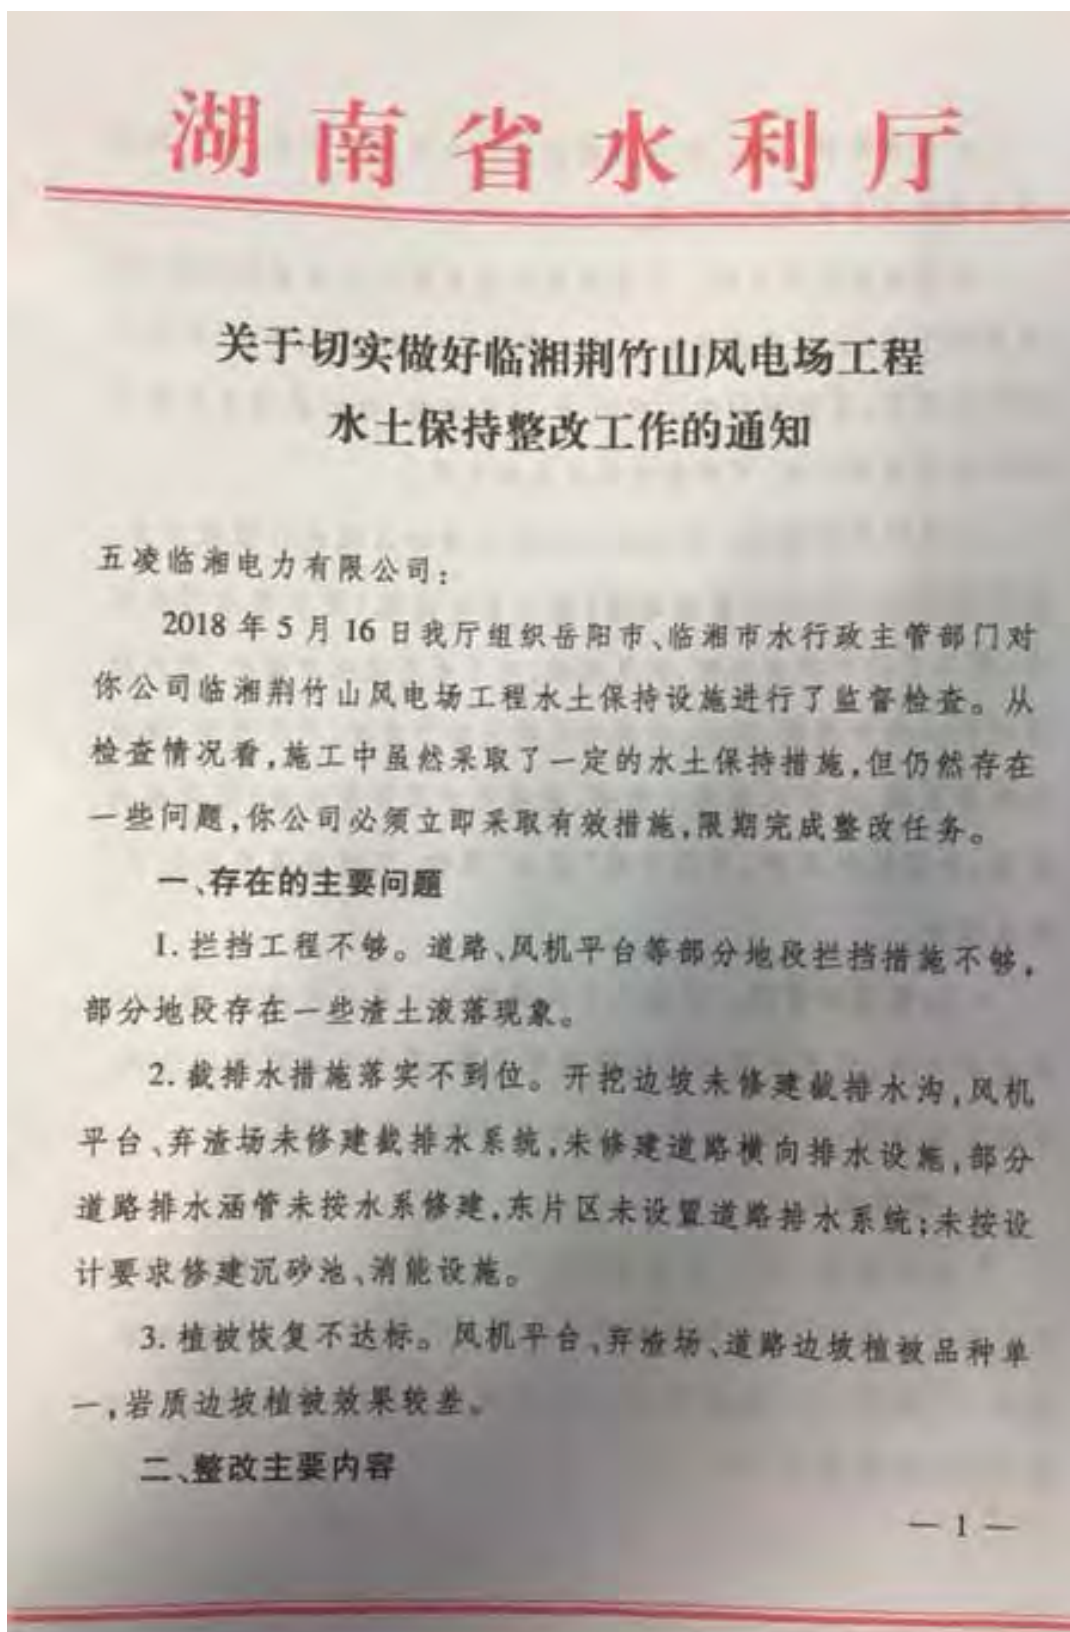 湖南省水利厅
关于切实做好临湘荆竹山风电场工程
水土保持整改工作的通知
五凌临湘电力有限公司：
2018年5月16日我厅组织岳阳市、临湘市水行政主管部门对
你公司临湘荆竹山风电场工程水土保持设施进行了监督检查。从
检查情况看，施工中虽然采取了一定的水土保持措施，但仍然存在
一些问题，你公司必须立即采取有效措施，限期完成整改任务。
一、存在的主要问题
1. 拦挡工程不够。道路、风机平台等部分地段拦挡措施不够，
部分地段存在一些渣土滚落现象。
2. 截排水措施落实不到位。开挖边坡未修建截排水沟，风机
平台、弃渣场未修建截排水系统，未修建道路横向排水设施，部分
道路排水涵管未按水系修建，东片区未设置道路排水系统；未按设
计要求修建沉砂池、消能设施。
3. 植被恢复不达标。风机平台、弃渣场、道路边坡植被品种单
一，岩质边坡植被效果较差。
二、整改主要内容
— 1 —